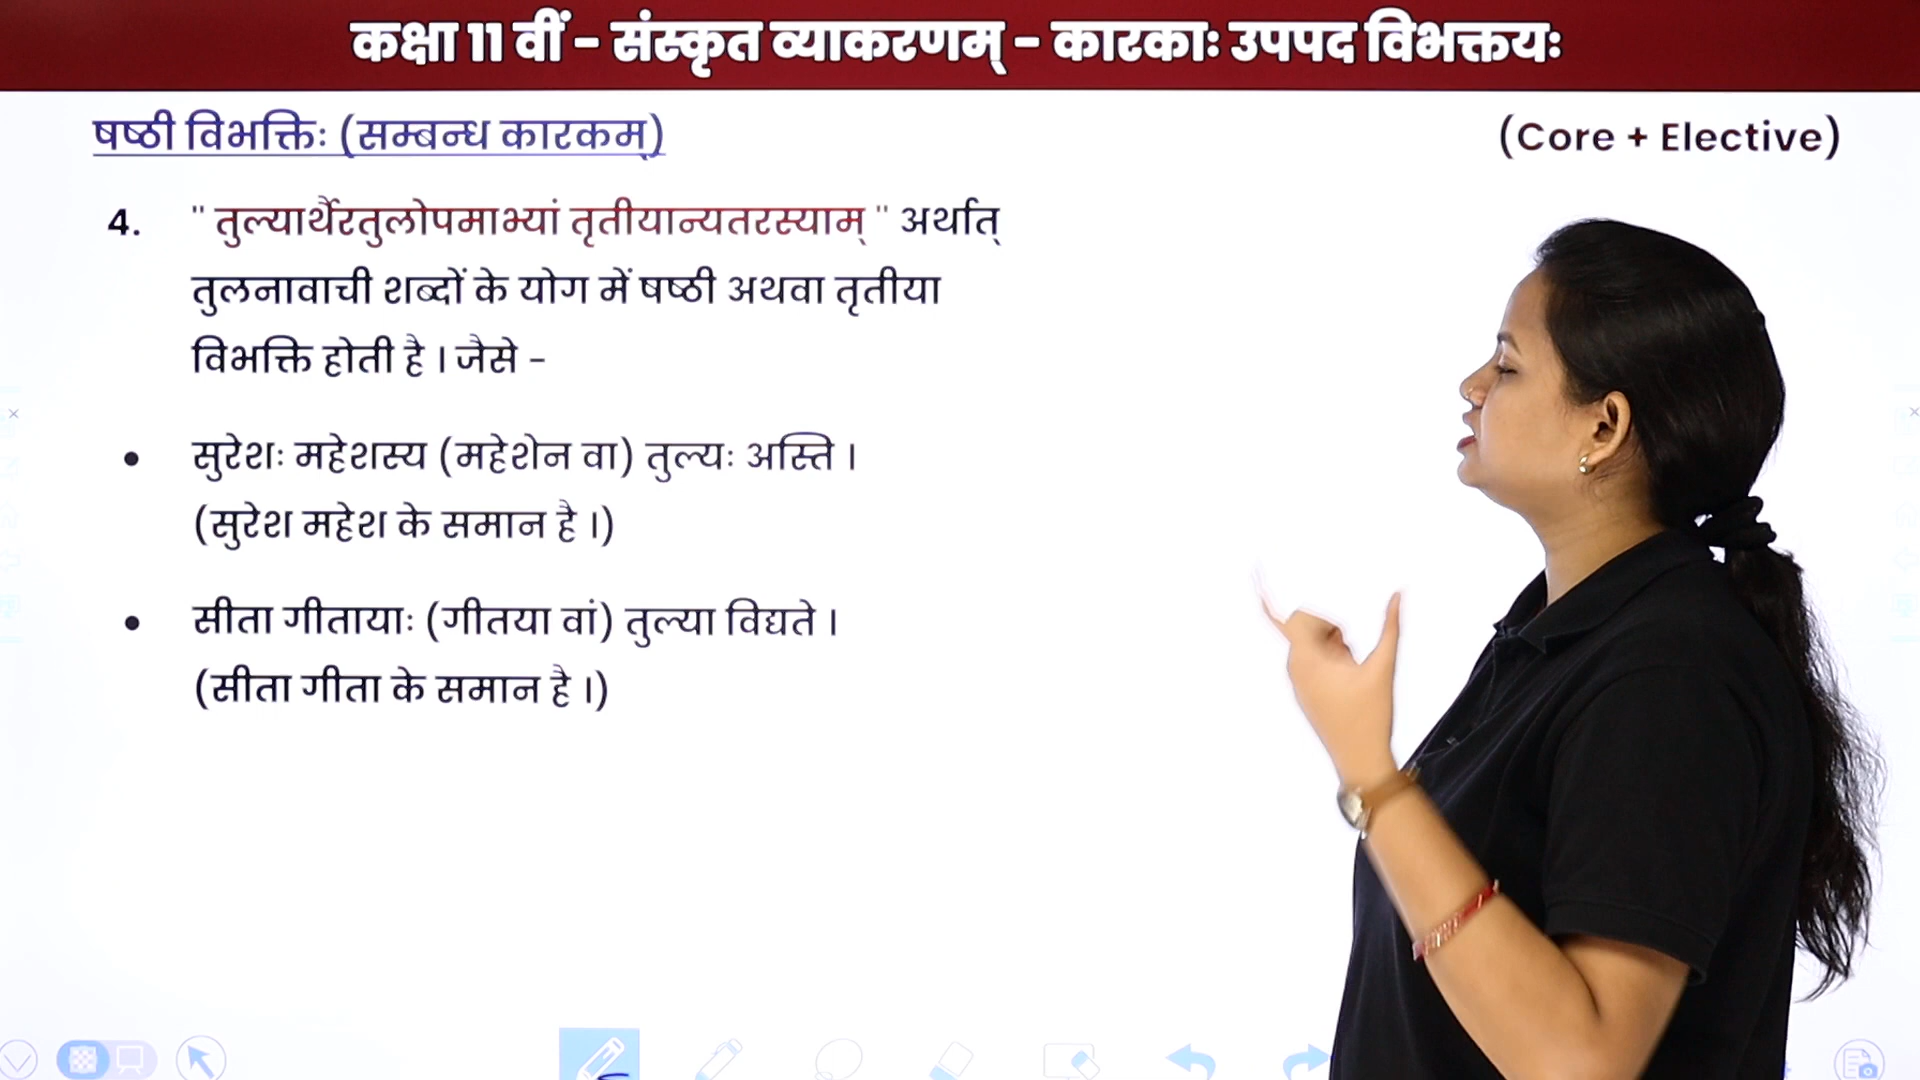 कक्षा 11 वीं - संस्कृत व्याकरणम् - कारकाः उपपद विभक्तयः
षष्ठी विभक्तिः (सम्बन्ध कारकम्)
(Core + Elective)
4. " तुल्यार्थैरतुलोपमाभ्यां तृतीयान्यतरस्याम् " अर्थात्
तुलनावाची शब्दों के योग में षष्ठी अथवा तृतीया
विभक्ति होती है । जैसे -
• सुरेशः महेशस्य (महेशेन वा) तुल्यः अस्ति ।
(सुरेश महेश के समान है ।)
• सीता गीतायाः (गीतया वां) तुल्या विद्यते ।
(सीता गीता के समान है ।)